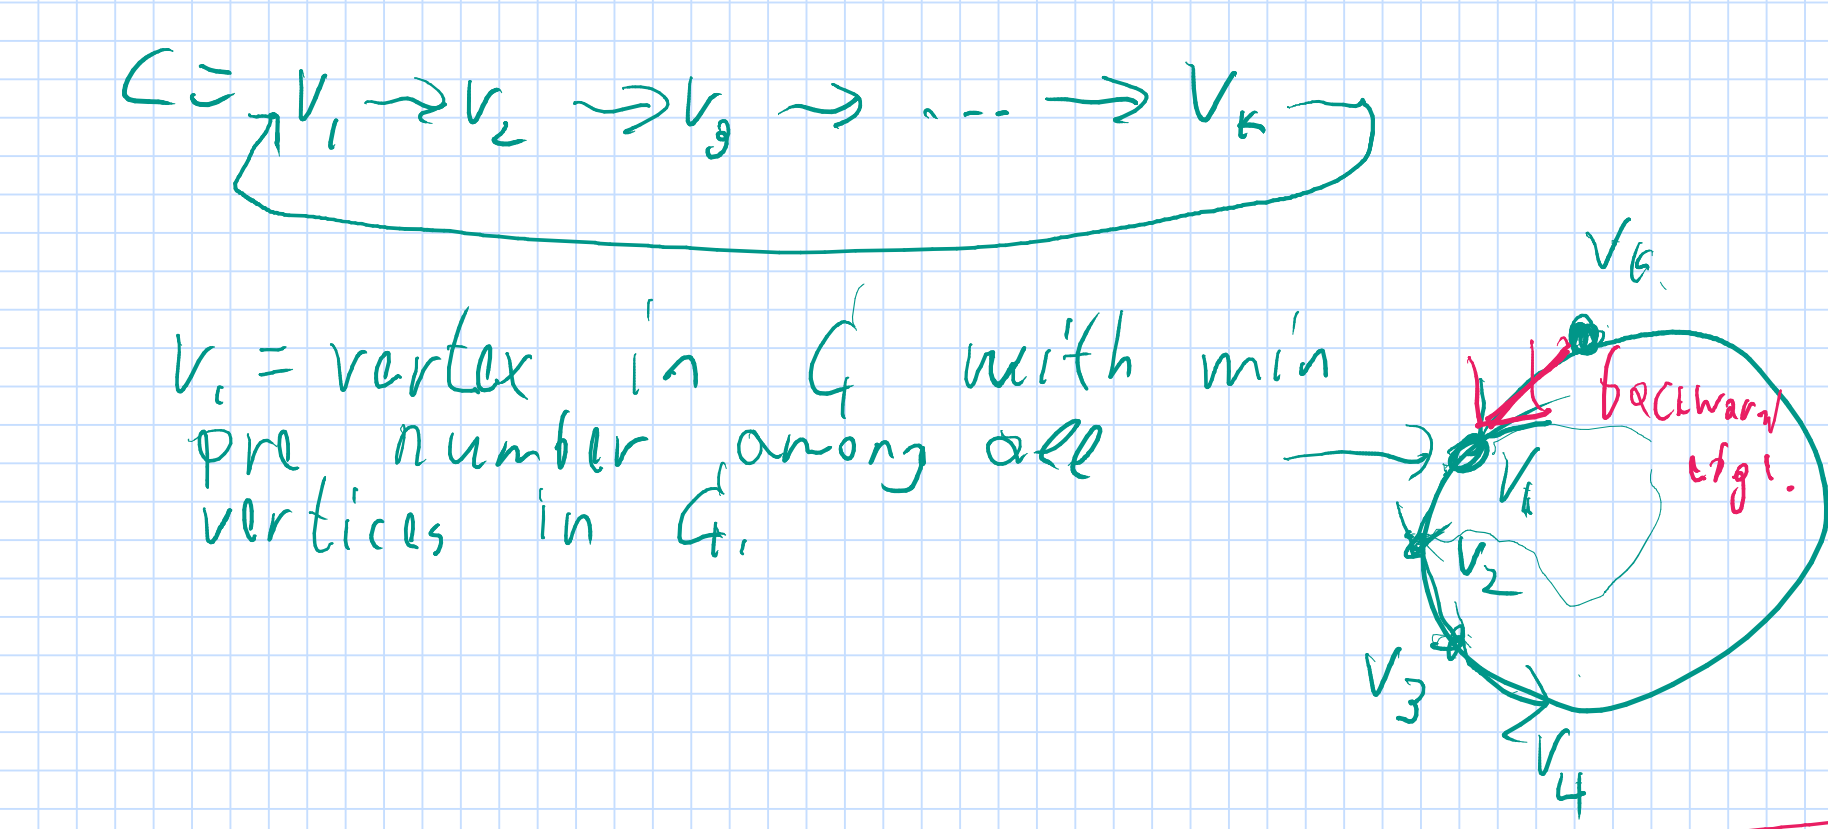 C = V₁ → V₂ → V₃ → .... → Vₖ
Vₖ
V₁ = vertex in C with min
pre number among all
vertices in C.
backward
edge.
V₁
V₂
V₃
V₄